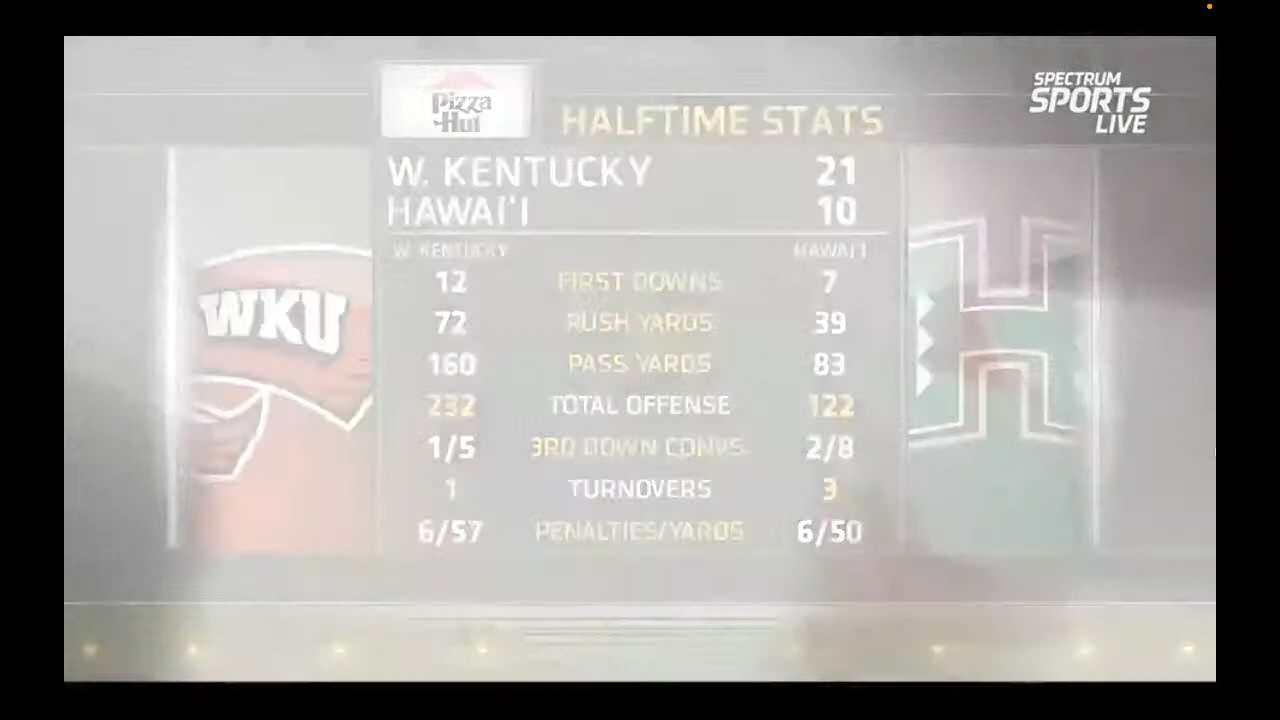 Pizza
Hut
HALFTIME STATS
SPECTRUM
SPORTS
LIVE
W. KENTUCKY 21
HAWAI'I 10
W. KENTUCKY HAWAI'I
12 FIRST DOWNS 7
72 RUSH YARDS 39
160 PASS YARDS 83
232 TOTAL OFFENSE 122
1/5 3RD DOWN CONVS. 2/8
1 TURNOVERS 3
6/57 PENALTIES/YARDS 6/50
WKU
H